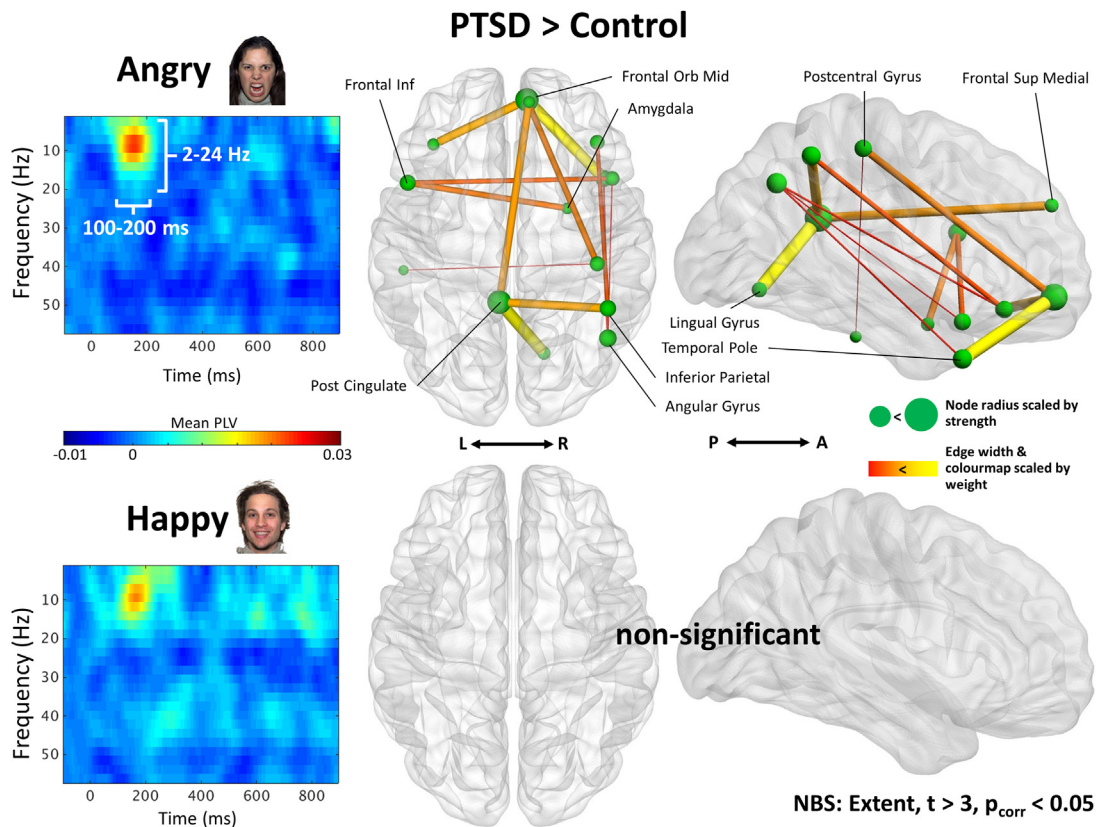 PTSD > Control
Angry
Frequency (Hz)
10
20
30
40
50
2-24 Hz
100-200 ms
0
200
400
600
800
Time (ms)
Mean PLV
-0.01
0
0.03
Frontal Inf
Frontal Orb Mid
Amygdala
Post Cingulate
Inferior Parietal
Angular Gyrus
Postcentral Gyrus
Frontal Sup Medial
Lingual Gyrus
Temporal Pole
L
R
P
A
<
Node radius scaled by
strength
<
Edge width &
colourmap scaled by
weight
Happy
Frequency (Hz)
10
20
30
40
50
0
200
400
600
800
Time (ms)
non-significant
NBS: Extent, t > 3, pcorr < 0.05